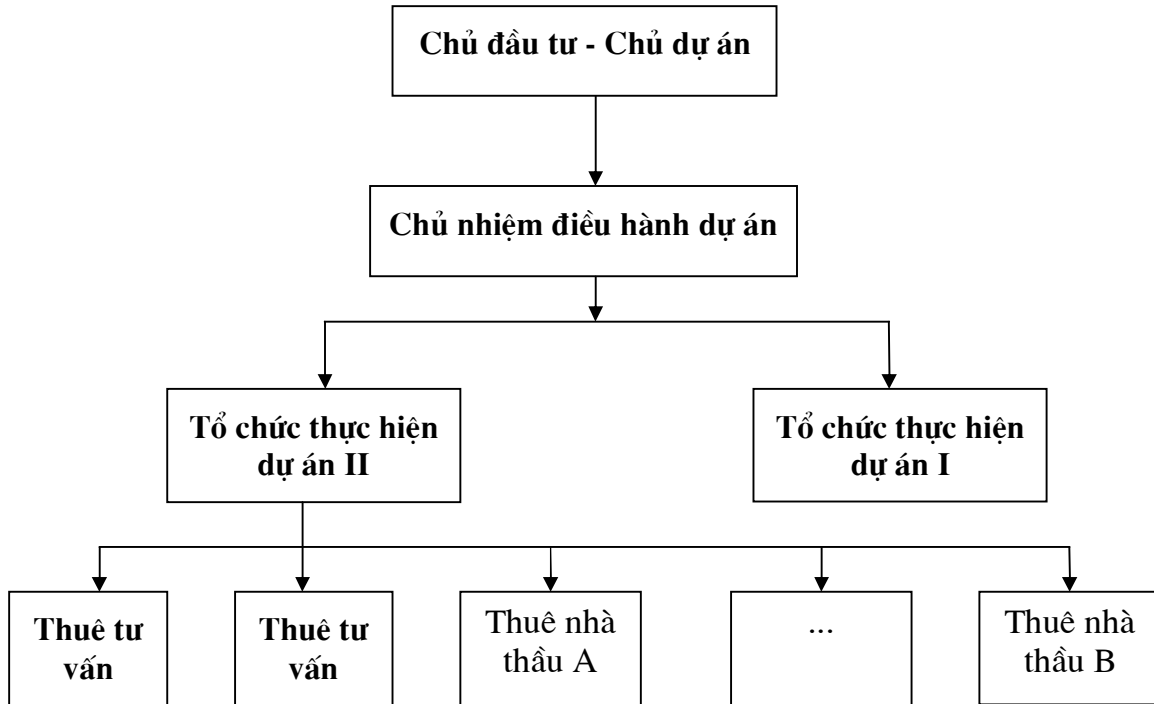 Chủ đầu tư - Chủ dự án
Chủ nhiệm điều hành dự án
Tổ chức thực hiện
dự án II
Tổ chức thực hiện
dự án I
Thuê tư
vấn
Thuê tư
vấn
Thuê nhà
thầu A
...
Thuê nhà
thầu B